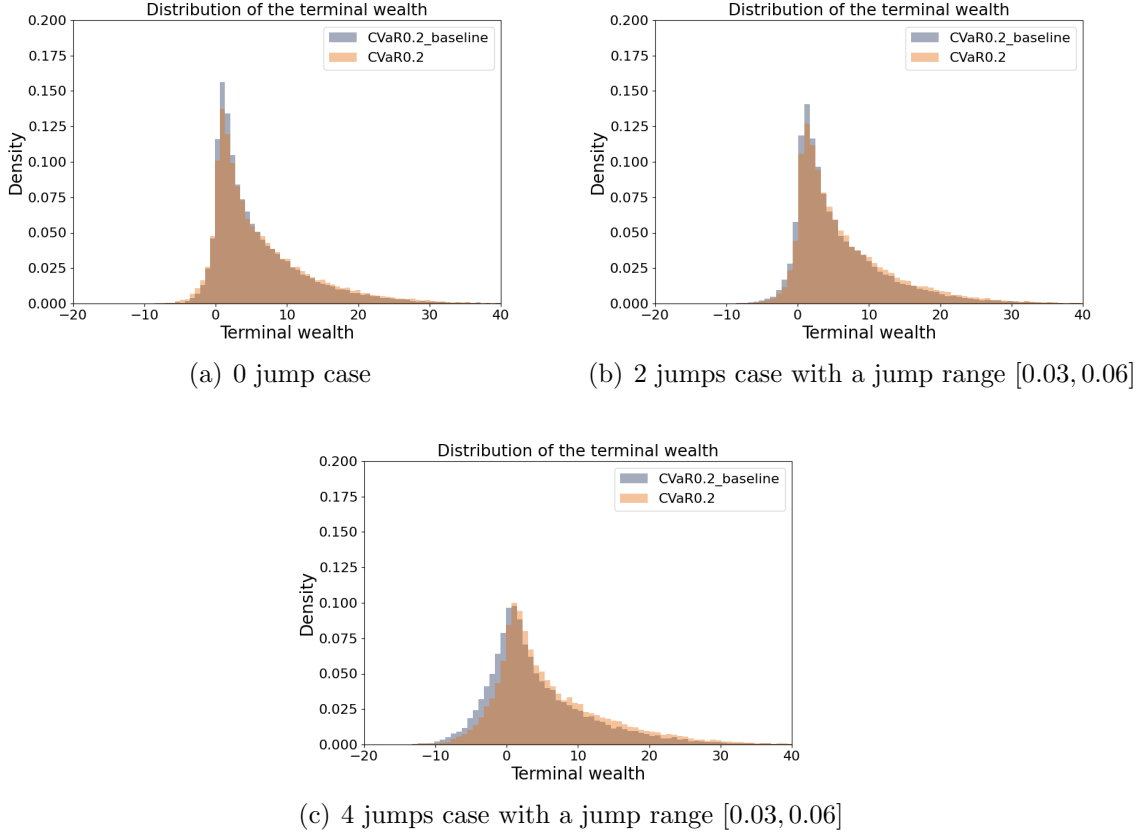 Distribution of the terminal wealth
0.200
0.175
0.150
0.125
0.100
0.075
0.050
0.025
0.000
Density
CVaR0.2_baseline
CVaR0.2
−20 −10 0 10 20 30 40
Terminal wealth
(a) 0 jump case
Distribution of the terminal wealth
0.200
0.175
0.150
0.125
0.100
0.075
0.050
0.025
0.000
Density
CVaR0.2_baseline
CVaR0.2
−20 −10 0 10 20 30 40
Terminal wealth
(b) 2 jumps case with a jump range [0.03, 0.06]
Distribution of the terminal wealth
0.200
0.175
0.150
0.125
0.100
0.075
0.050
0.025
0.000
Density
CVaR0.2_baseline
CVaR0.2
−20 −10 0 10 20 30 40
Terminal wealth
(c) 4 jumps case with a jump range [0.03, 0.06]